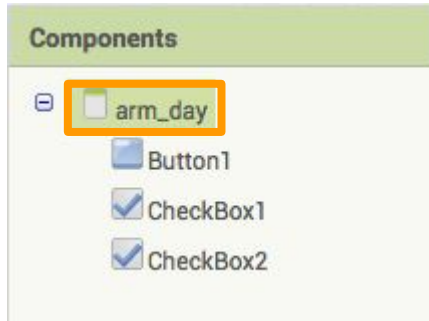 Components
arm_day
Button1
CheckBox1
CheckBox2